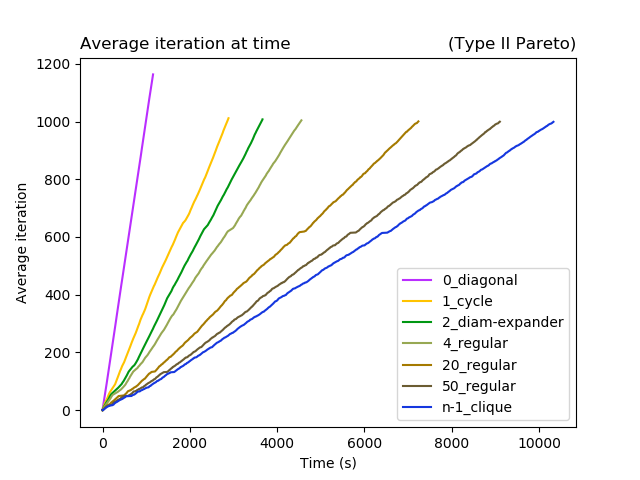 Average iteration at time (Type II Pareto)
1200
1000
800
600
400
200
0
Average iteration
0_diagonal
1_cycle
2_diam-expander
4_regular
20_regular
50_regular
n-1_clique
0 2000 4000 6000 8000 10000
Time (s)